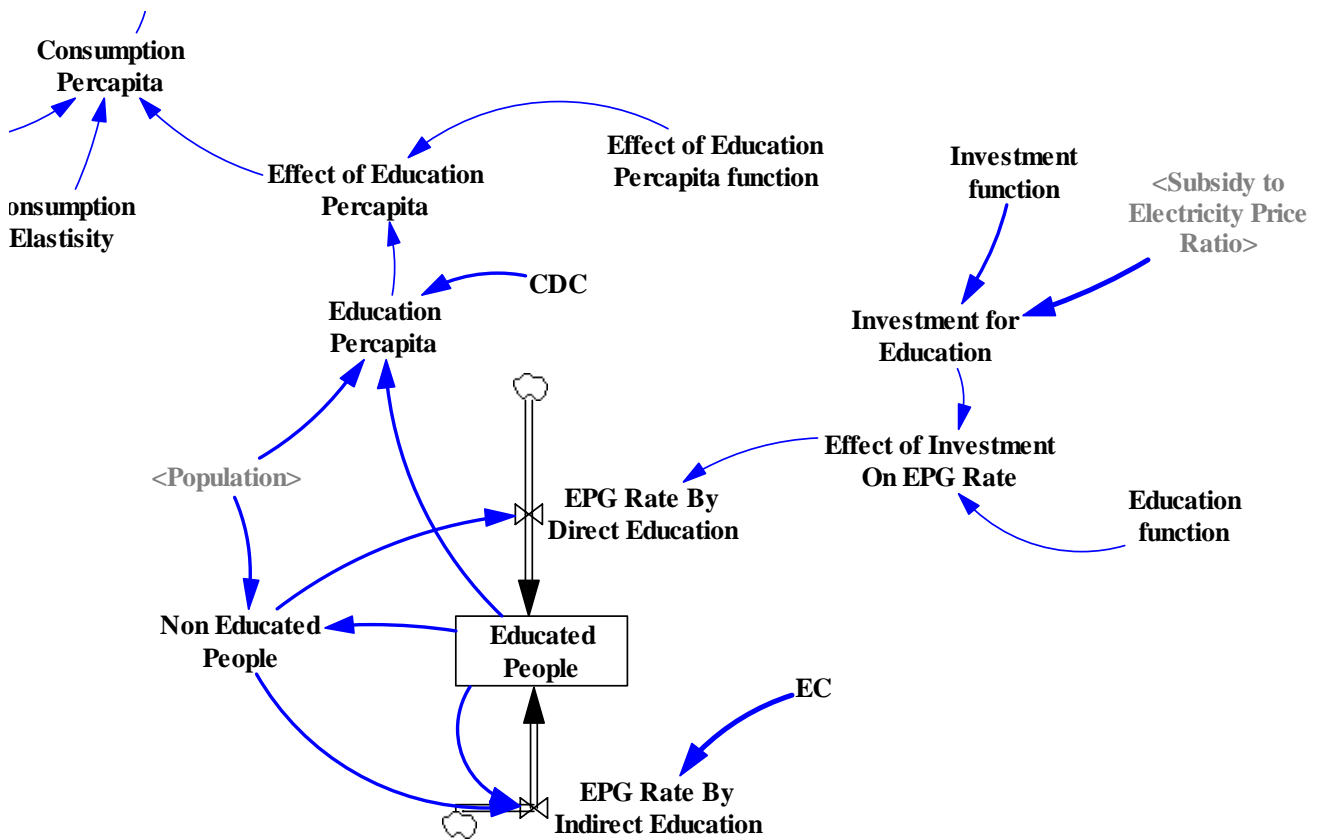 Consumption
Percapita
Effect of Education
Percapita function
Investment
function
<Subsidy to
Electricity Price
Ratio>
Effect of Education
Percapita
onsumption
Elastisity
CDC
Education
Percapita
Investment for
Education
<Population>
EPG Rate By
Direct Education
Effect of Investment
On EPG Rate
Education
function
Non Educated
People
Educated
People
EC
EPG Rate By
Indirect Education